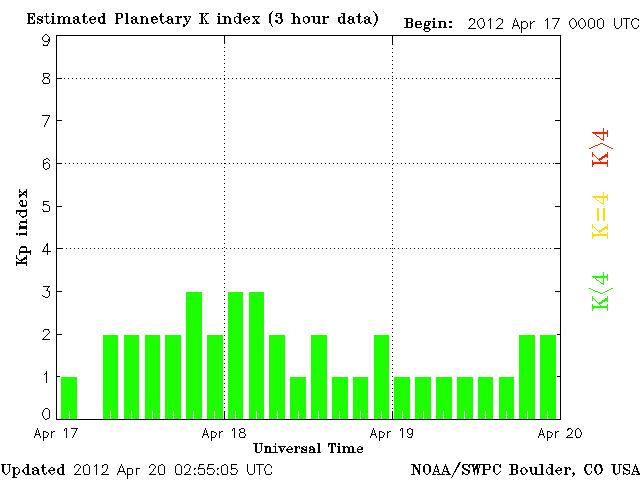 Estimated Planetary K index (3 hour data) Begin: 2012 Apr 17 0000 UTC
9
8
7
6
5
4
3
2
1
0
Kp index
K>4
K=4
K<4
Apr 17 Apr 18 Apr 19 Apr 20
Universal Time
Updated 2012 Apr 20 02:55:05 UTC NOAA/SWPC Boulder, CO USA